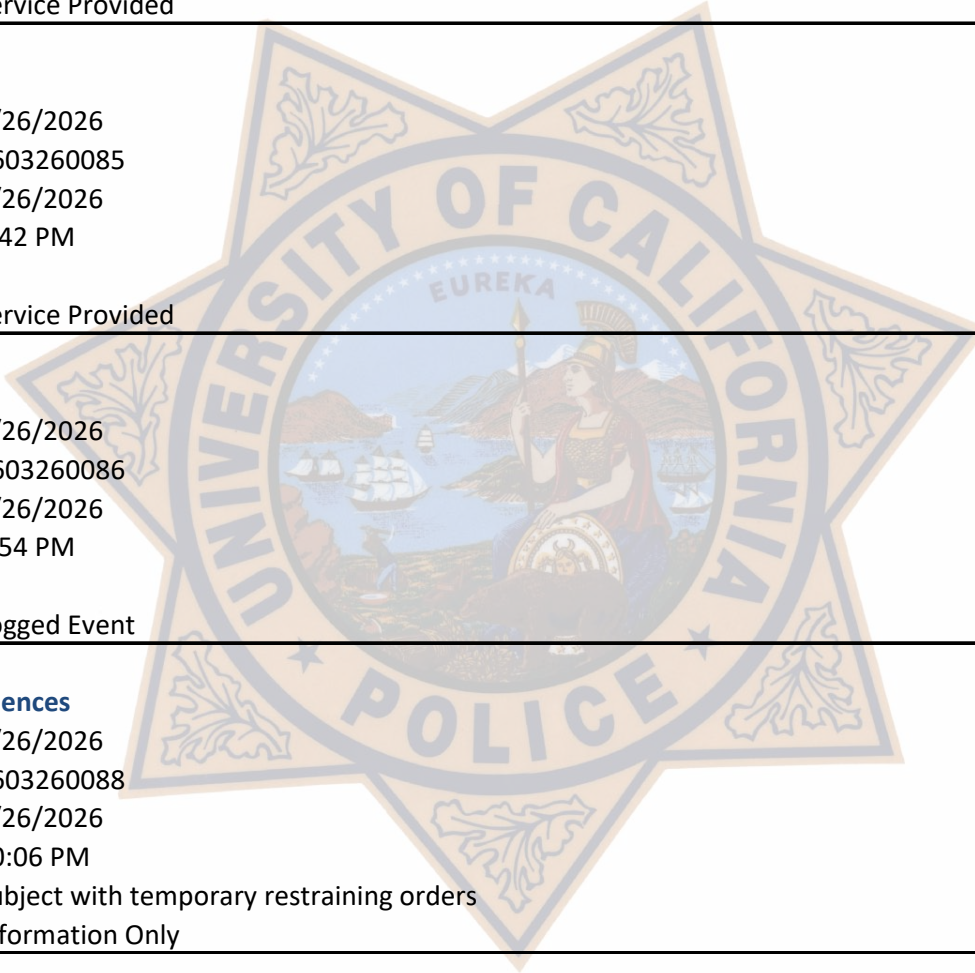 ervice Provided
/26/2026
603260085
/26/2026
:42 PM
ervice Provided
/26/2026
603260086
/26/2026
:54 PM
ogged Event
iences
/26/2026
603260088
/26/2026
0:06 PM
ubject with temporary restraining orders
nformation Only
UNIVERSITY OF CALIFORNIA
EUREKA
POLICE